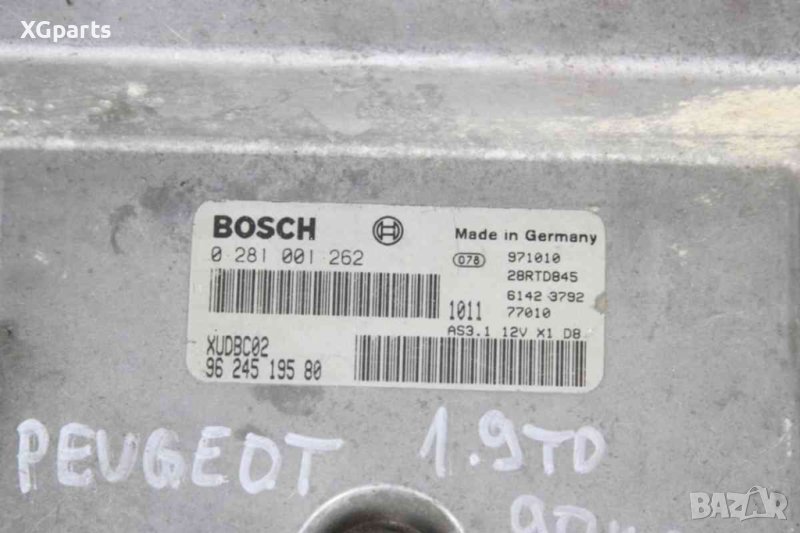 XGparts
BOSCH
Made in Germany
0 281 001 262
078 971010
28RTD845
6142 3792
1011 77010
AS3.1 12V X1 D8
XUDBC02
96 245 195 80
PEUGEOT 1.9TD
BAZAR